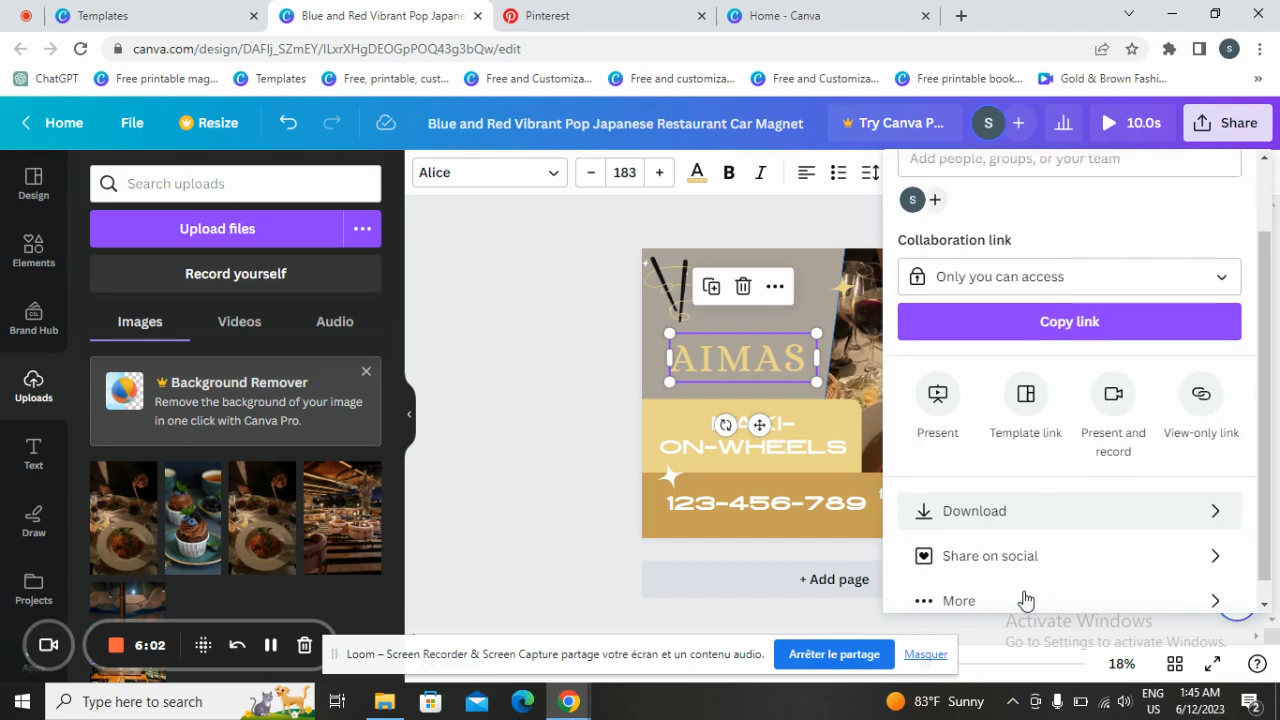 Templates
Blue and Red Vibrant Pop Japane
Pinterest
Home - Canva
canva.com/design/DAFlj_SZmEY/ILxrXHgDEOGpPOQ43g3bQw/edit
S
ChatGPT
Free printable mag...
Templates
Free, printable, cust...
Free and Customiza...
Free and customiza...
Free and Customiza...
Free printable book...
Gold & Brown Fashi...
Home
File
Resize
Blue and Red Vibrant Pop Japanese Restaurant Car Magnet
Try Canva P...
S
10.0s
Share
Design
Elements
Brand Hub
Uploads
Text
Draw
Projects
Search uploads
Upload files
Record yourself
Images
Videos
Audio
Background Remover
Remove the background of your image
in one click with Canva Pro.
Alice
183
A
B
I
AIMAS
ON-WHEELS
123-456-789
+ Add page
Add people, groups, or your team
S
Collaboration link
Only you can access
Copy link
Present
Template link
Present and
record
View-only link
Download
Share on social
More
Activate Windows
Go to Settings to activate Windows.
6:02
Loom – Screen Recorder & Screen Capture partage votre écran et un contenu audio.
Arrêter le partage
Masquer
18%
Type here to search
83°F Sunny
ENG
US
1:45 AM
6/12/2023
2